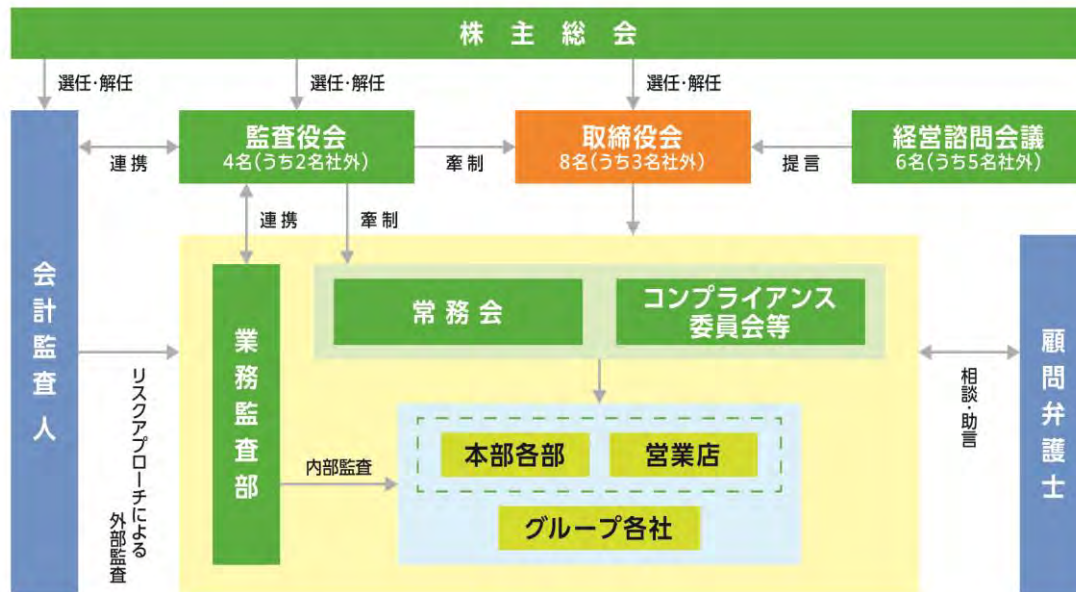 株主総会
選任・解任
選任・解任
選任・解任
監査役会
4名(うち2名社外)
取締役会
8名(うち3名社外)
経営諮問会議
6名(うち5名社外)
連携
牽制
提言
連携
牽制
会計監査人
業務監査部
常務会
コンプライアンス
委員会等
顧問弁護士
リスクアプローチによる
外部監査
相談・助言
内部監査
本部各部
営業店
グループ各社